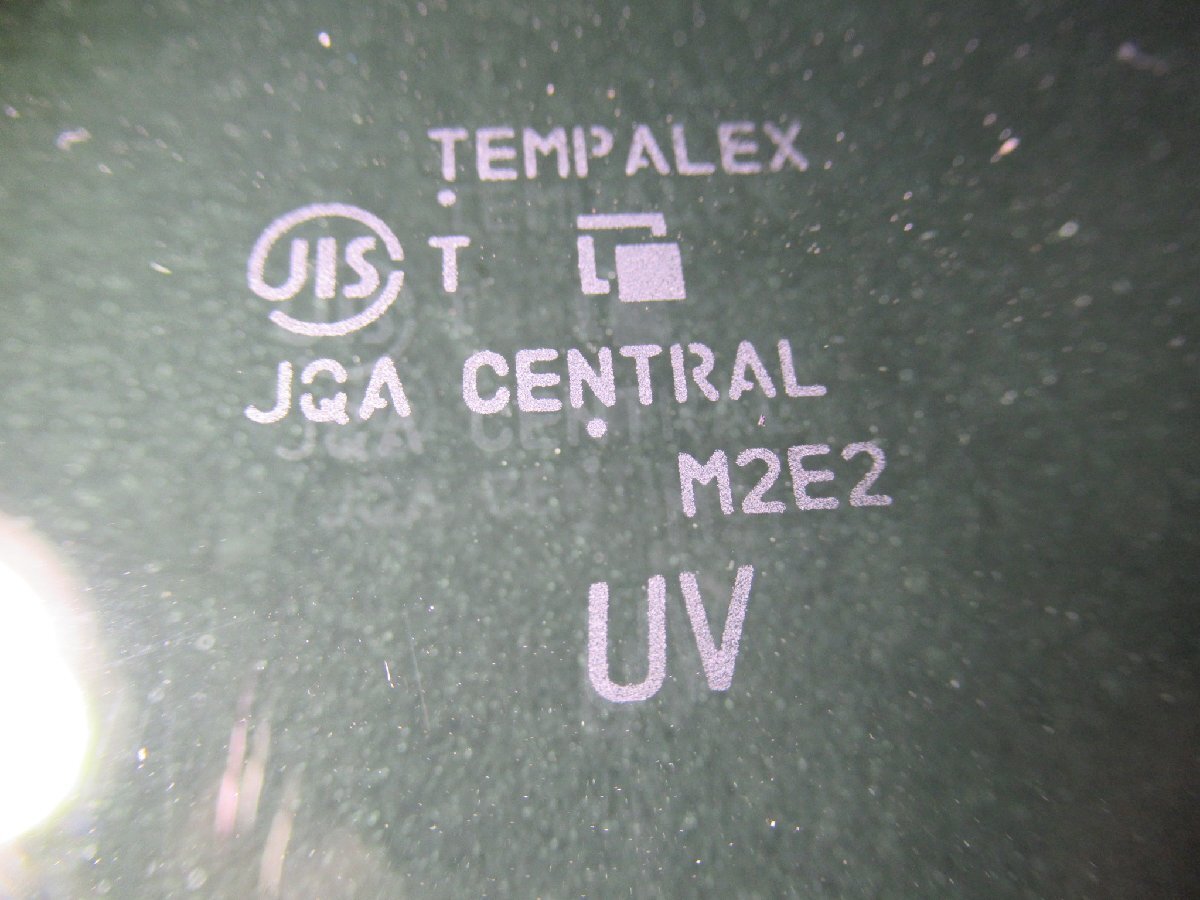 TEMPALEX
JIS T
JQA CENTRAL
M2E2
UV